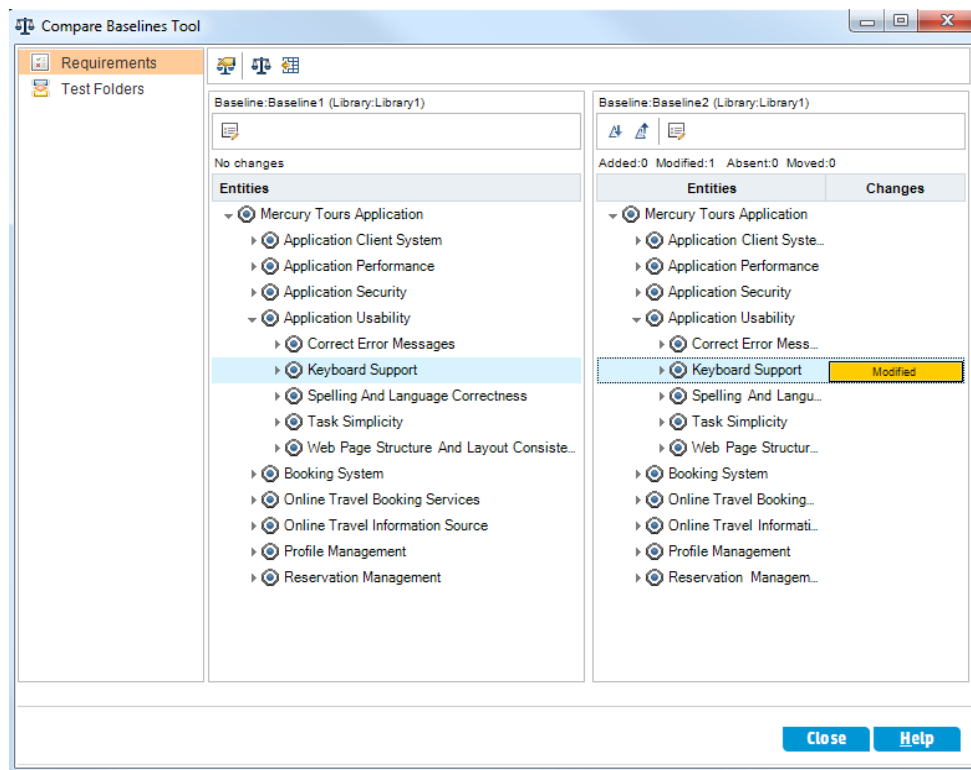 Compare Baselines Tool
Requirements
Test Folders
Baseline:Baseline1 (Library:Library1)
No changes
Entities
Mercury Tours Application
Application Client System
Application Performance
Application Security
Application Usability
Correct Error Messages
Keyboard Support
Spelling And Language Correctness
Task Simplicity
Web Page Structure And Layout Consiste...
Booking System
Online Travel Booking Services
Online Travel Information Source
Profile Management
Reservation Management
Baseline:Baseline2 (Library:Library1)
Added:0 Modified:1 Absent:0 Moved:0
Entities Changes
Mercury Tours Application
Application Client Syste...
Application Performance
Application Security
Application Usability
Correct Error Mess...
Keyboard Support Modified
Spelling And Langu...
Task Simplicity
Web Page Structur...
Booking System
Online Travel Booking...
Online Travel Informati...
Profile Management
Reservation Managem...
Close Help